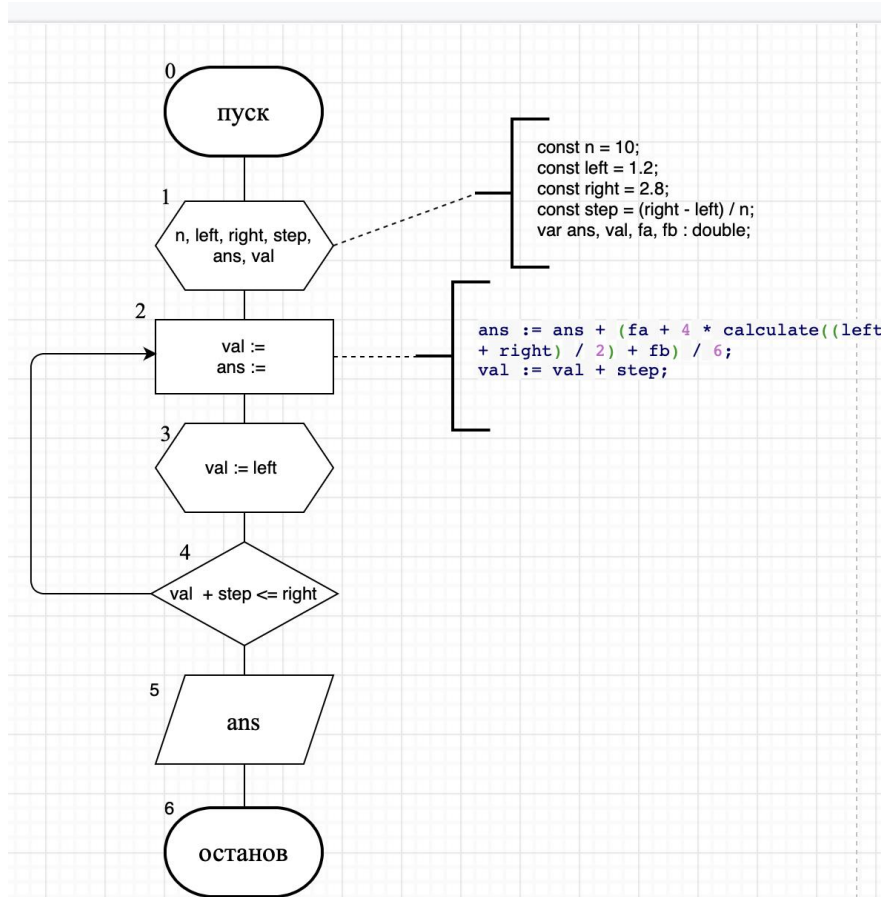 0
пуск
1
n, left, right, step,
ans, val
const n = 10;
const left = 1.2;
const right = 2.8;
const step = (right - left) / n;
var ans, val, fa, fb : double;
2
val :=
ans :=
ans := ans + (fa + 4 * calculate((left
+ right) / 2) + fb) / 6;
val := val + step;
3
val := left
4
val + step <= right
5
ans
6
останов